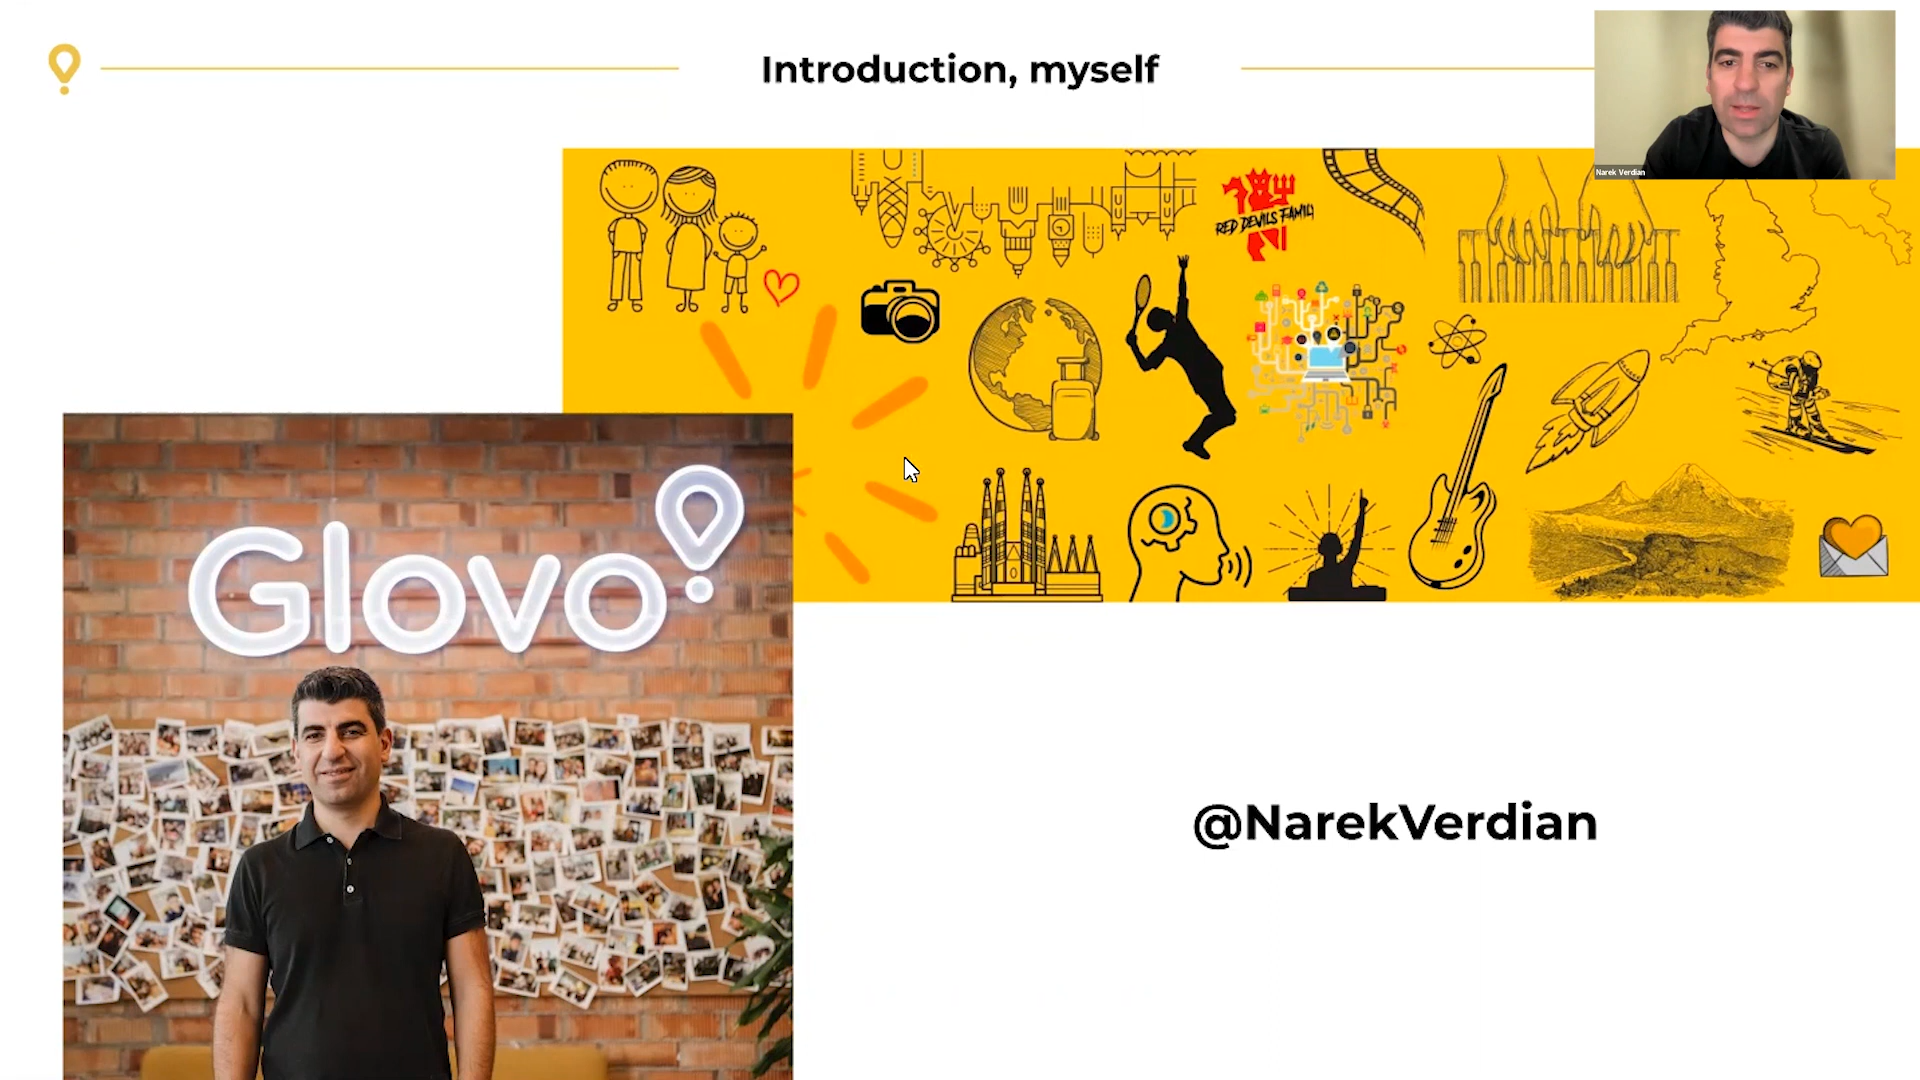 Introduction, myself
Narek Verdian
RED DEVILS FAMILY
Glovo
@NarekVerdian